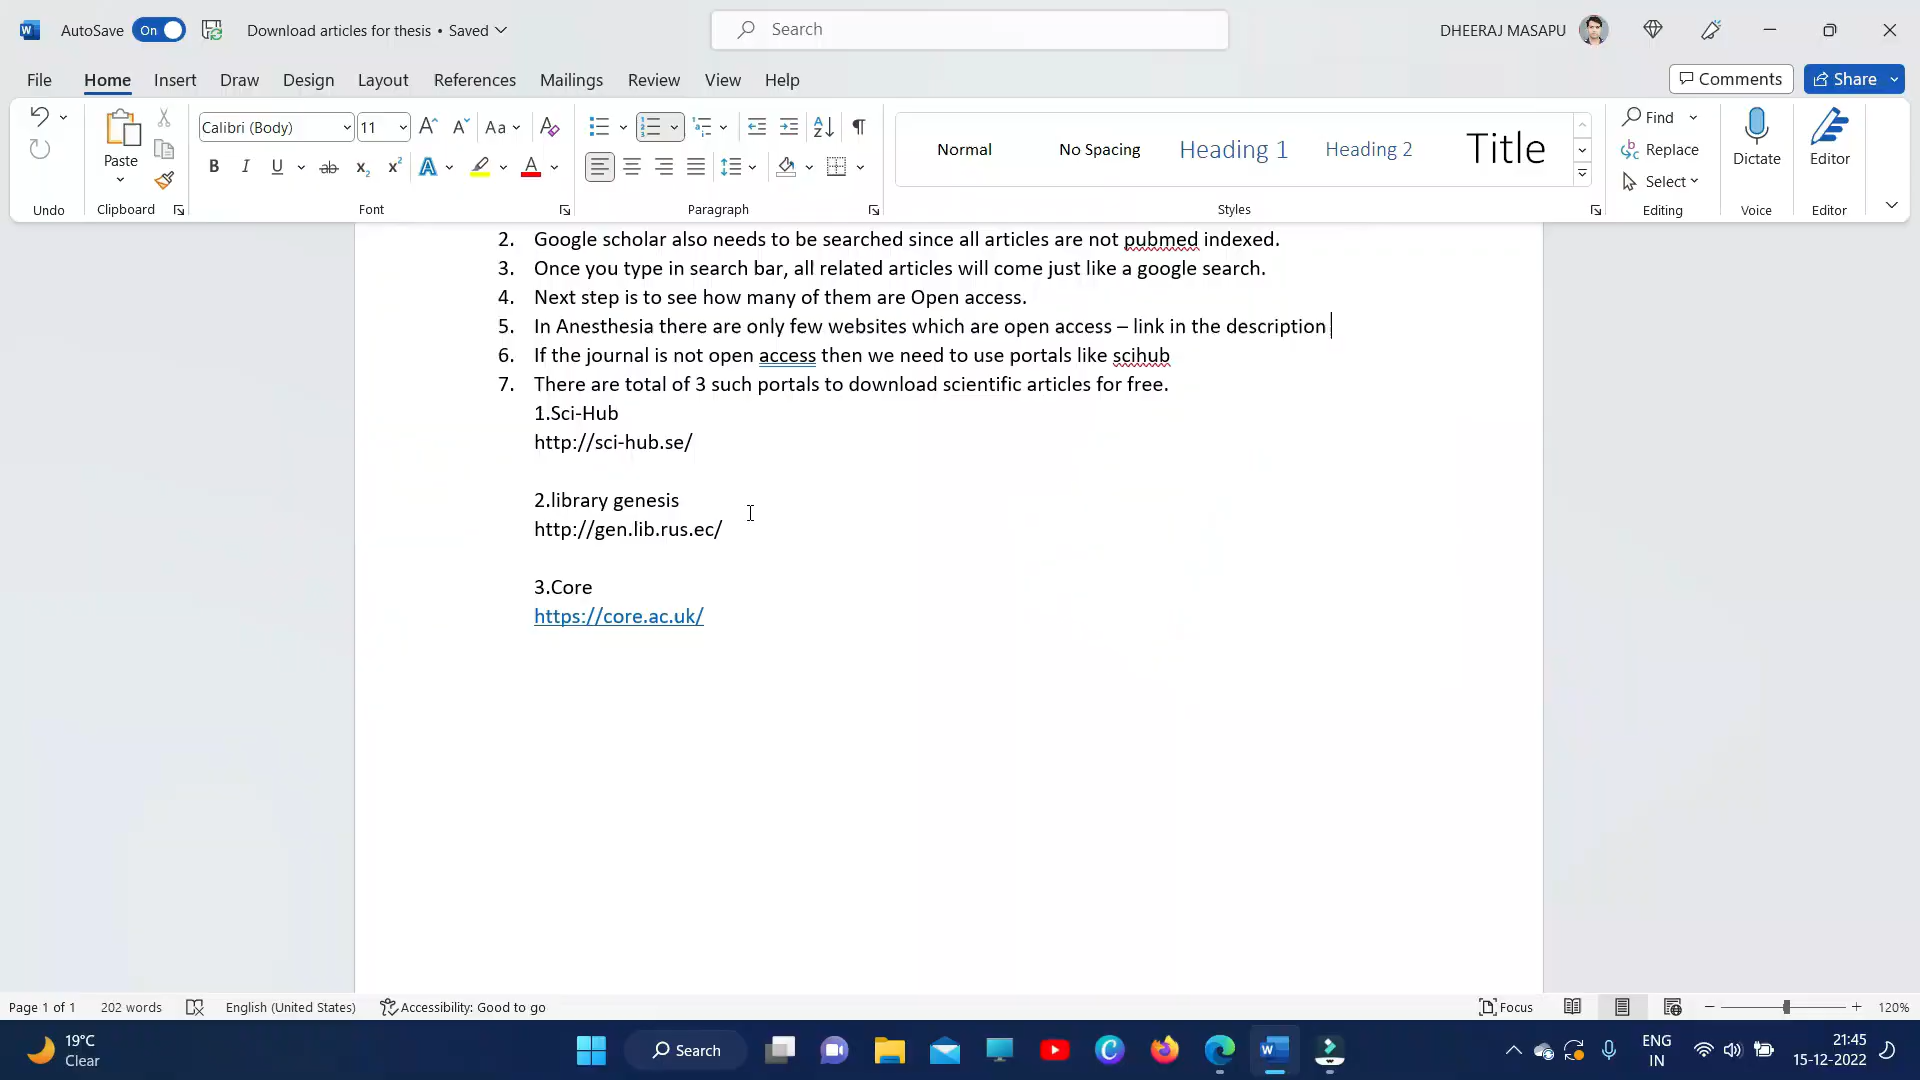 AutoSave On Download articles for thesis • Saved Search DHEERAJ MASAPU
File Home Insert Draw Design Layout References Mailings Review View Help Comments Share
Calibri (Body) 11 Aa A
Paste B I U ab x₂ x² A A
Normal No Spacing Heading 1 Heading 2 Title
Find
Replace
Select
Dictate Editor
Undo Clipboard Font Paragraph Styles Editing Voice Editor
2. Google scholar also needs to be searched since all articles are not pubmed indexed.
3. Once you type in search bar, all related articles will come just like a google search.
4. Next step is to see how many of them are Open access.
5. In Anesthesia there are only few websites which are open access – link in the description
6. If the journal is not open access then we need to use portals like scihub
7. There are total of 3 such portals to download scientific articles for free.
1.Sci-Hub
http://sci-hub.se/
2.library genesis
http://gen.lib.rus.ec/
3.Core
https://core.ac.uk/
Page 1 of 1 202 words English (United States) Accessibility: Good to go Focus 120%
19°C
Clear
Search
ENG
IN
21:45
15-12-2022